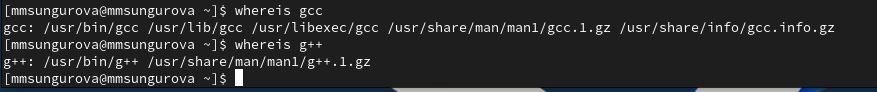 [mmsungurova@mmsungurova ~]$ whereis gcc
gcc: /usr/bin/gcc /usr/lib/gcc /usr/libexec/gcc /usr/share/man/man1/gcc.1.gz /usr/share/info/gcc.info.gz
[mmsungurova@mmsungurova ~]$ whereis g++
g++: /usr/bin/g++ /usr/share/man/man1/g++.1.gz
[mmsungurova@mmsungurova ~]$